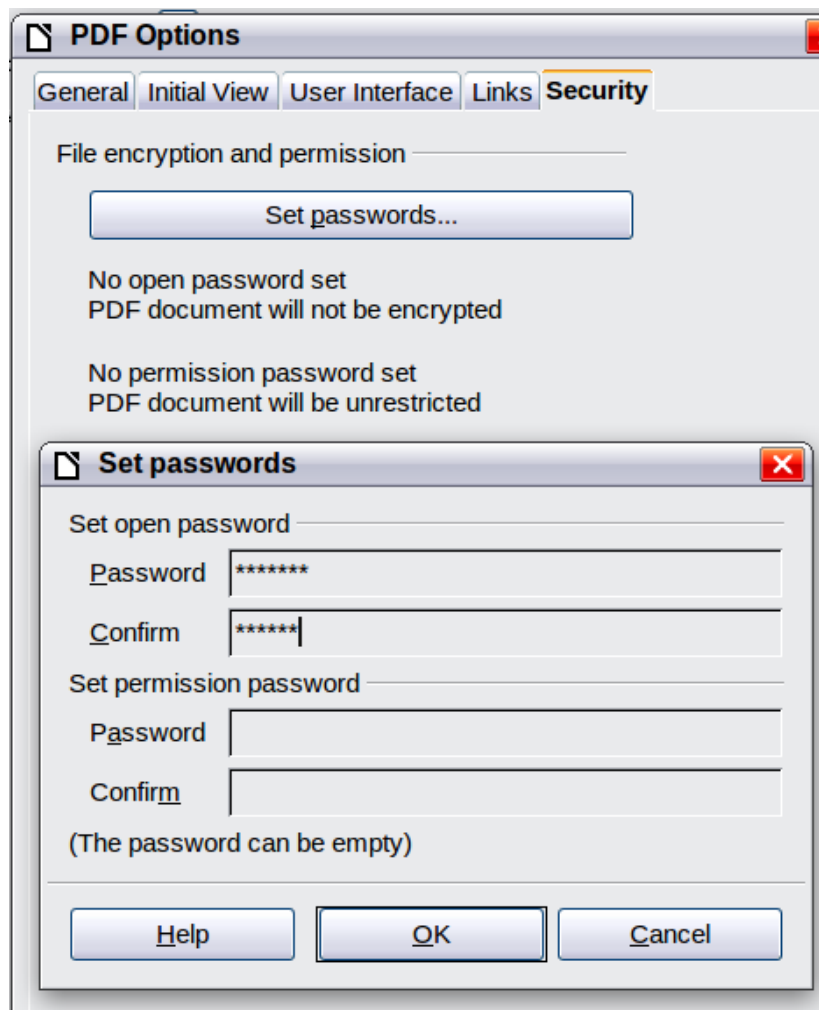 PDF Options
General Initial View User Interface Links Security
File encryption and permission
Set passwords...
No open password set
PDF document will not be encrypted
No permission password set
PDF document will be unrestricted
Set passwords
Set open password
Password *******
Confirm ******
Set permission password
Password
Confirm
(The password can be empty)
Help OK Cancel